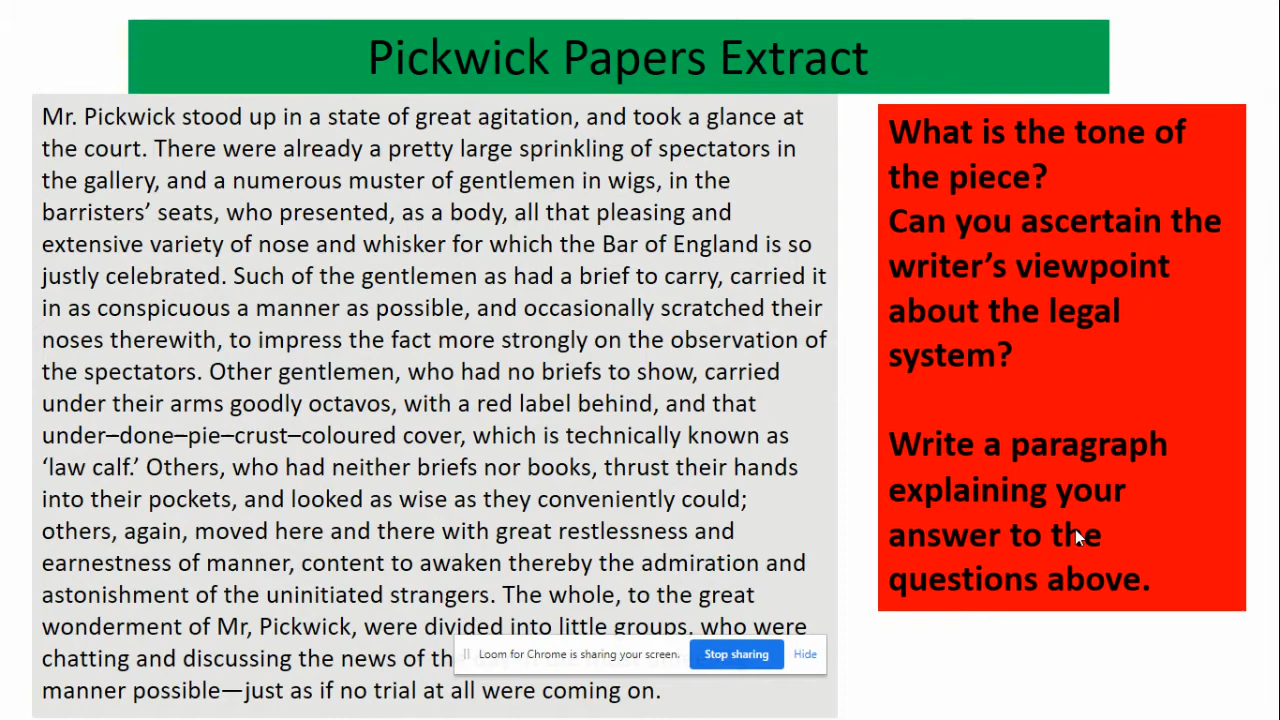 Pickwick Papers Extract
Mr. Pickwick stood up in a state of great agitation, and took a glance at
the court. There were already a pretty large sprinkling of spectators in
the gallery, and a numerous muster of gentlemen in wigs, in the
barristers’ seats, who presented, as a body, all that pleasing and
extensive variety of nose and whisker for which the Bar of England is so
justly celebrated. Such of the gentlemen as had a brief to carry, carried it
in as conspicuous a manner as possible, and occasionally scratched their
noses therewith, to impress the fact more strongly on the observation of
the spectators. Other gentlemen, who had no briefs to show, carried
under their arms goodly octavos, with a red label behind, and that
under–done–pie–crust–coloured cover, which is technically known as
‘law calf.’ Others, who had neither briefs nor books, thrust their hands
into their pockets, and looked as wise as they conveniently could;
others, again, moved here and there with great restlessness and
earnestness of manner, content to awaken thereby the admiration and
astonishment of the uninitiated strangers. The whole, to the great
wonderment of Mr, Pickwick, were divided into little groups, who were
chatting and discussing the news of
manner possible—just as if no trial at all were coming on.
Loom for Chrome is sharing your screen.
Stop sharing
Hide
What is the tone of
the piece?
Can you ascertain the
writer’s viewpoint
about the legal
system?
Write a paragraph
explaining your
answer to the
questions above.